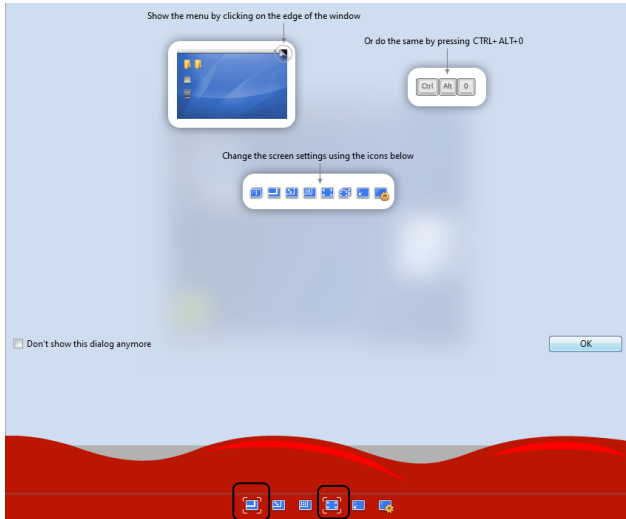 Show the menu by clicking on the edge of the window
Or do the same by pressing CTRL+ALT+0
Ctrl Alt 0
Change the screen settings using the icons below
Don't show this dialog anymore
OK